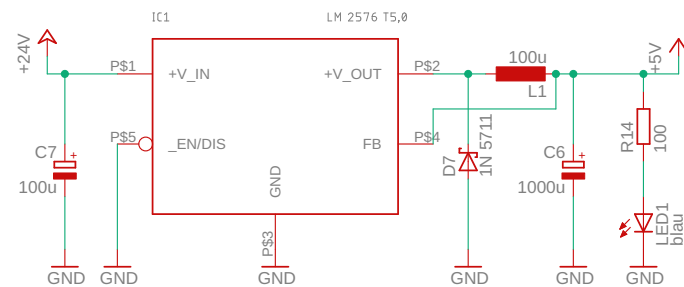 IC1
LM 2576 T5,0
+24V
P$1
+V_IN
+V_OUT
P$2
100u
L1
+5V
P$5
_EN/DIS
FB
P$4
GND
P$3
C7
+
100u
D7
1N 5711
C6
+
1000u
R14
100
LED1
blau
GND
GND
GND
GND
GND
GND